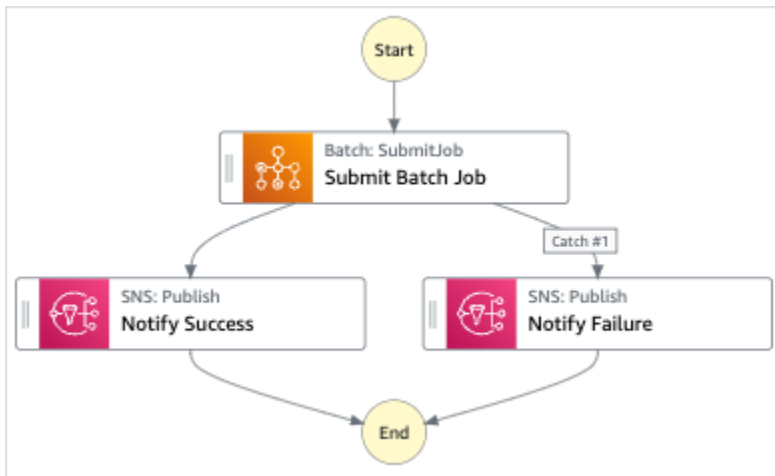 Start
Batch: SubmitJob
Submit Batch Job
Catch #1
SNS: Publish
Notify Success
SNS: Publish
Notify Failure
End